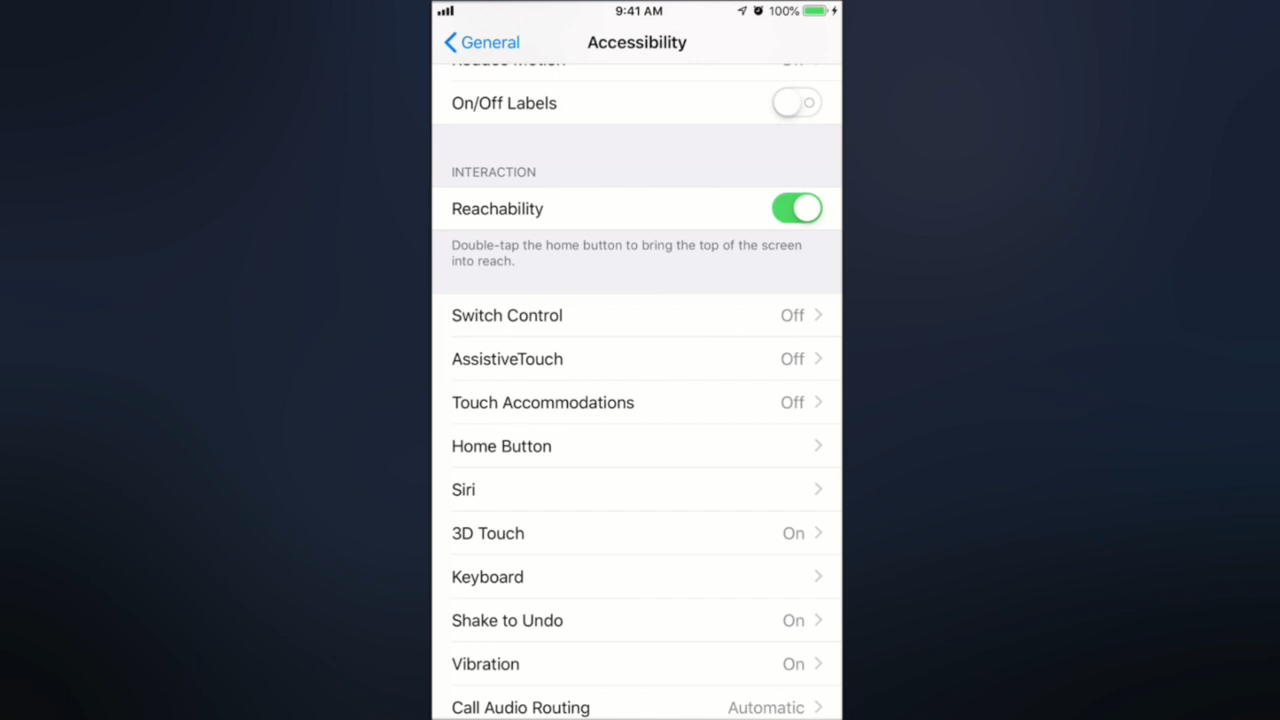 9:41 AM 100%
General Accessibility
On/Off Labels
INTERACTION
Reachability
Double-tap the home button to bring the top of the screen
into reach.
Switch Control Off
AssistiveTouch Off
Touch Accommodations Off
Home Button
Siri
3D Touch On
Keyboard
Shake to Undo On
Vibration On
Call Audio Routing Automatic